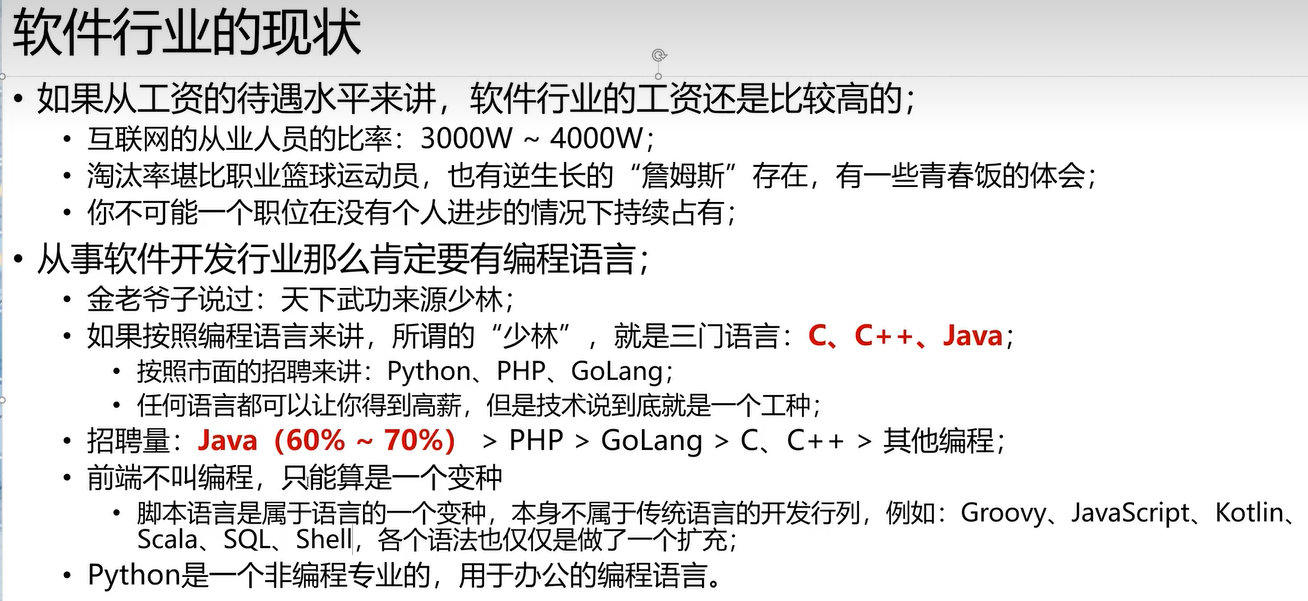 软件行业的现状
• 如果从工资的待遇水平来讲，软件行业的工资还是比较高的；
• 互联网的从业人员的比率：3000W ~ 4000W；
• 淘汰率堪比职业篮球运动员，也有逆生长的“詹姆斯”存在，有一些青春饭的体会；
• 你不可能一个职位在没有个人进步的情况下持续占有；
• 从事软件开发行业那么肯定要有编程语言；
• 金老爷子说过：天下武功来源少林；
• 如果按照编程语言来讲，所谓的“少林”，就是三门语言：C、C++、Java；
• 按照市面的招聘来讲：Python、PHP、GoLang；
• 任何语言都可以让你得到高薪，但是技术说到底就是一个工种；
• 招聘量：Java（60% ~ 70%） > PHP > GoLang > C、C++ > 其他编程；
• 前端不叫编程，只能算是一个变种
• 脚本语言是属于语言的一个变种，本身不属于传统语言的开发行列，例如：Groovy、JavaScript、Kotlin、
Scala、SQL、Shell，各个语法也仅仅是做了一个扩充；
• Python是一个非编程专业的，用于办公的编程语言。